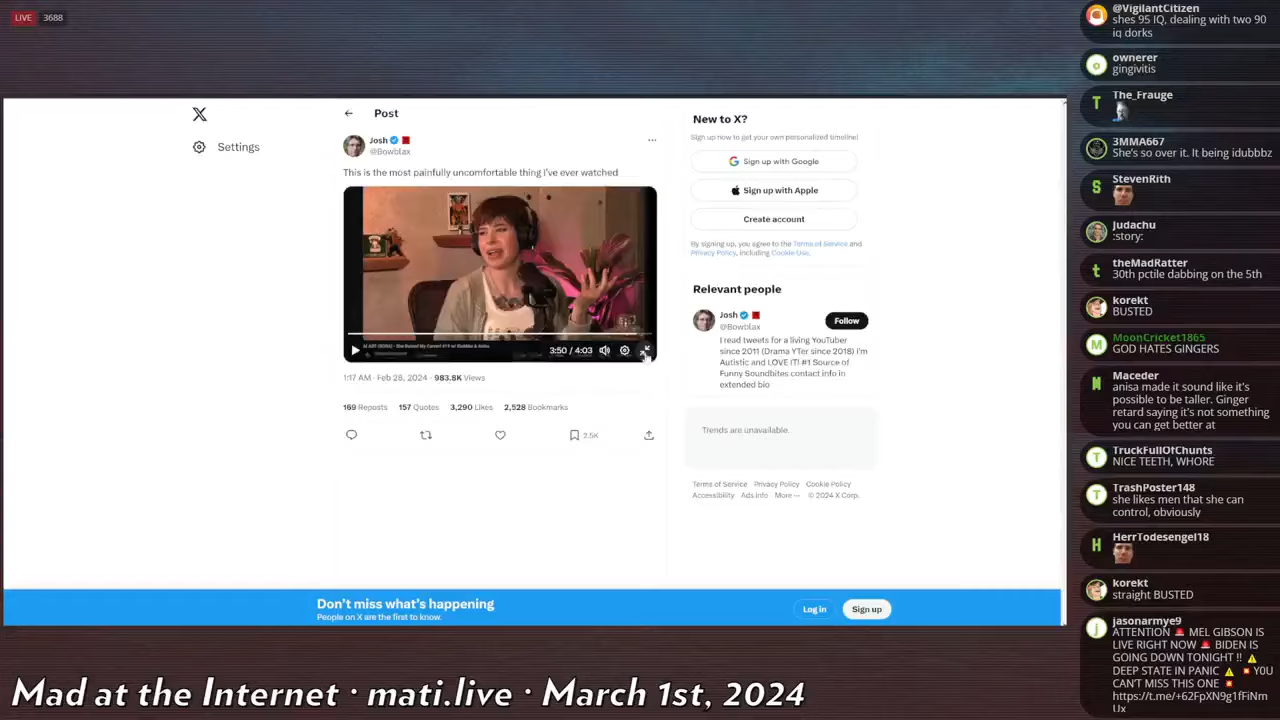 LIVE 3688
X
Settings
Post
Josh
@Bowblax
This is the most painfully uncomfortable thing I've ever watched
3:50 / 4:03
1:17 AM · Feb 28, 2024 · 983.8K Views
169 Reposts 157 Quotes 3,290 Likes 2,528 Bookmarks
2.5K
New to X?
Sign up now to get your own personalized timeline!
Sign up with Google
Sign up with Apple
Create account
By signing up, you agree to the Terms of Service and
Privacy Policy, including Cookie Use.
Relevant people
Josh
@Bowblax
Follow
I read tweets for a living YouTuber
since 2011 (Drama YTer since 2018) I'm
Autistic and LOVE IT! #1 Source of
Funny Soundbites contact info in
extended bio
Trends are unavailable.
Terms of Service Privacy Policy Cookie Policy
Accessibility Ads info More ··· © 2024 X Corp.
Don't miss what's happening
People on X are the first to know.
Log in Sign up
@VigilantCitizen
shes 95 IQ, dealing with two 90
iq dorks
ownerer
gingivitis
The_Frauge
3MMA667
She's so over it. It being dlubbbz
StevenRith
Judachu
:story:
theMadRatter
30th pctile dabbing on the 5th
korekt
BUSTED
MoonCricket1865
GOD HATES GINGERS
Maceder
anisa made it sound like it's
possible to be taller. Ginger
retard saying it's not something
you can get better at
TruckFullOfChunts
NICE TEETH, WHORE
TrashPoster148
she likes men that she can
control, obviously
HerrTodesengel18
korekt
straight BUSTED
jasonarmye9
ATTENTION 🚨 MEL GIBSON IS
LIVE RIGHT NOW 🚨 BIDEN IS
GOING DOWN TONIGHT !! ⚠️
DEEP STATE IN PANIC ⚠️ 💥 Y0U
CAN'T MISS THIS ONE 💥
https://t.me/+62FpXN9g1fFiNm
Ux
Mad at the Internet · mati.live · March 1st, 2024